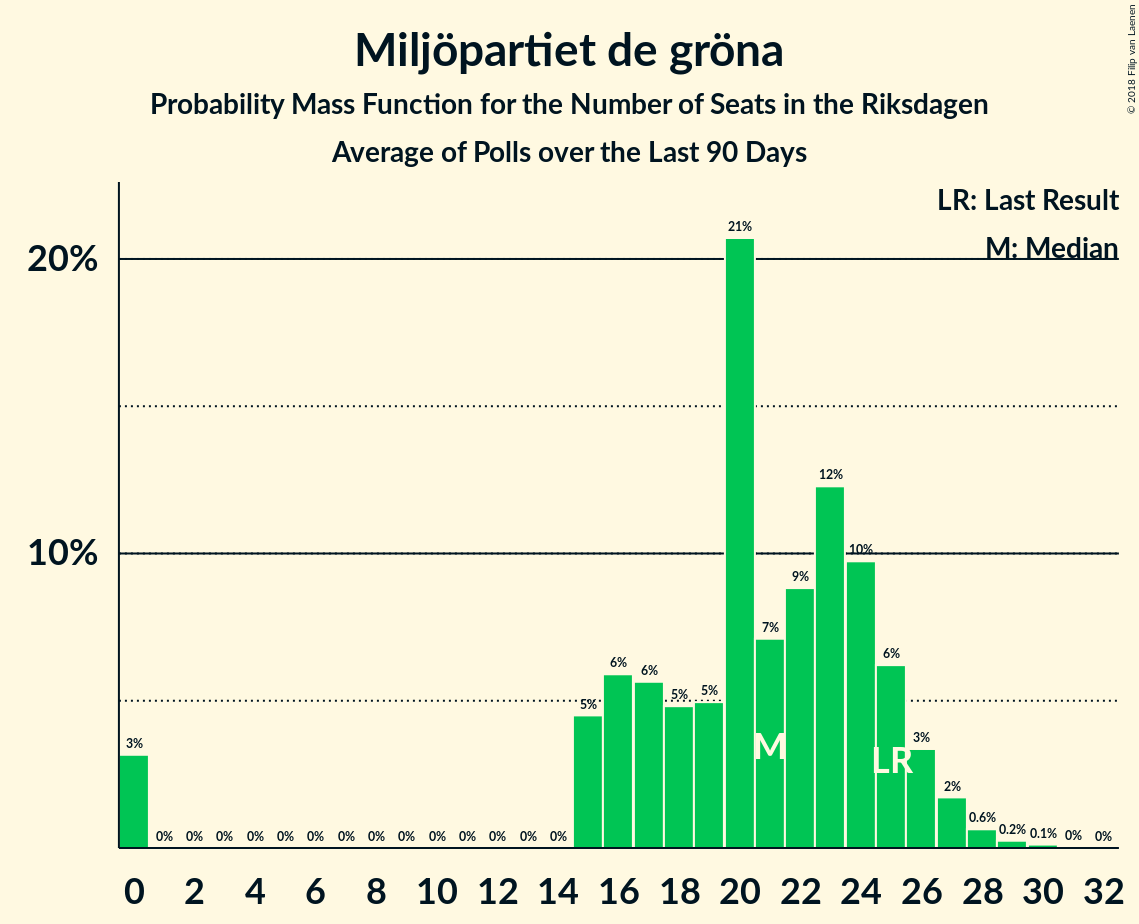 © 2018 Filip van Laenen
Miljöpartiet de gröna
Probability Mass Function for the Number of Seats in the Riksdagen
Average of Polls over the Last 90 Days
LR: Last Result
M: Median
20%
10%
3% 0% 0% 0% 0% 0% 0% 0% 0% 0% 0% 0% 0% 0% 0% 5% 6% 6% 5% 5% 21% 7% 9% 12% 10% 6% 3% 2% 0.6% 0.2% 0.1% 0% 0%
M
LR
0 2 4 6 8 10 12 14 16 18 20 22 24 26 28 30 32